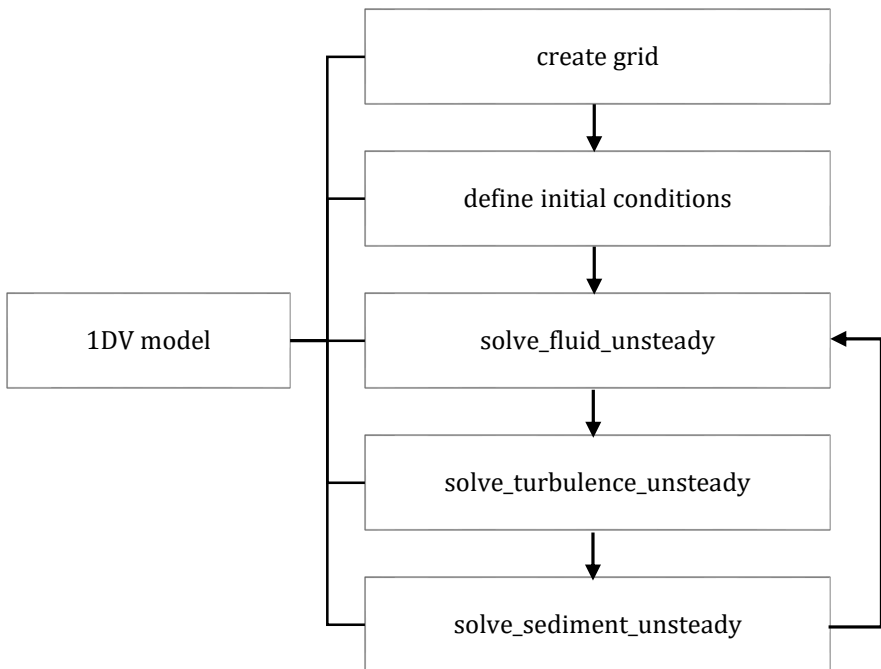 create grid
define initial conditions
1DV model
solve_fluid_unsteady
solve_turbulence_unsteady
solve_sediment_unsteady